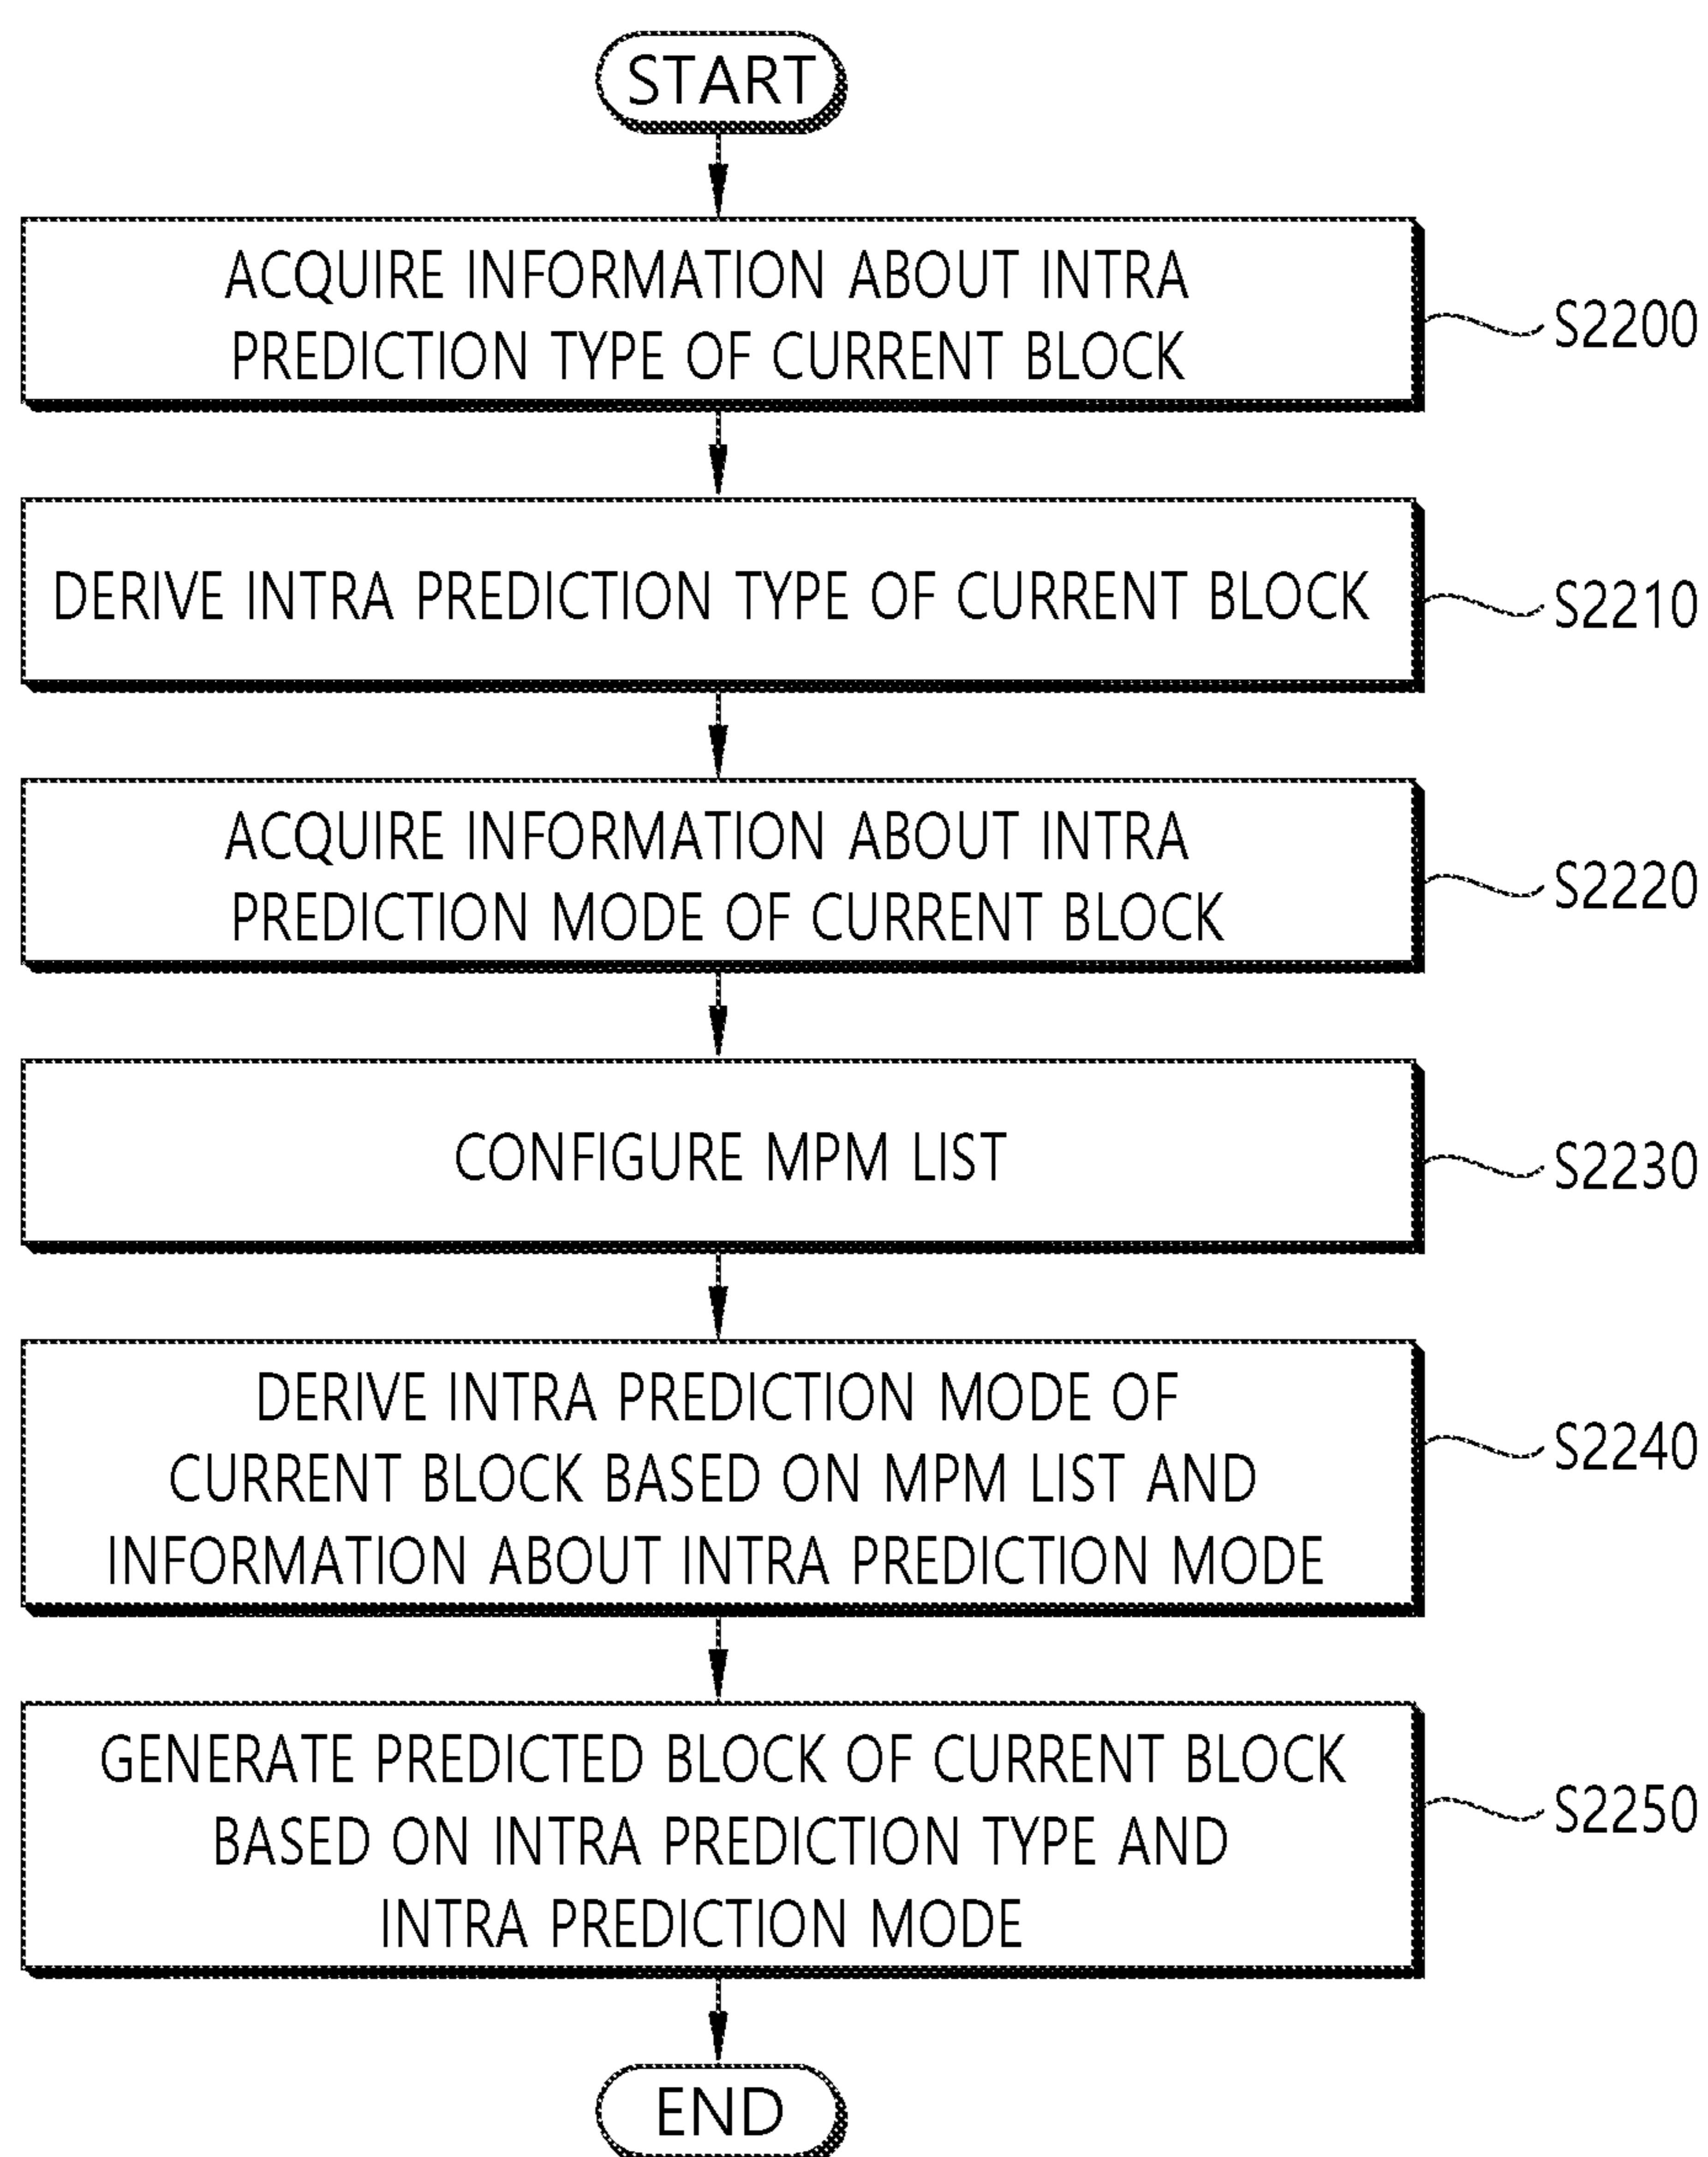 START
ACQUIRE INFORMATION ABOUT INTRA
PREDICTION TYPE OF CURRENT BLOCK
S2200
DERIVE INTRA PREDICTION TYPE OF CURRENT BLOCK
S2210
ACQUIRE INFORMATION ABOUT INTRA
PREDICTION MODE OF CURRENT BLOCK
S2220
CONFIGURE MPM LIST
S2230
DERIVE INTRA PREDICTION MODE OF
CURRENT BLOCK BASED ON MPM LIST AND
INFORMATION ABOUT INTRA PREDICTION MODE
S2240
GENERATE PREDICTED BLOCK OF CURRENT BLOCK
BASED ON INTRA PREDICTION TYPE AND
INTRA PREDICTION MODE
S2250
END